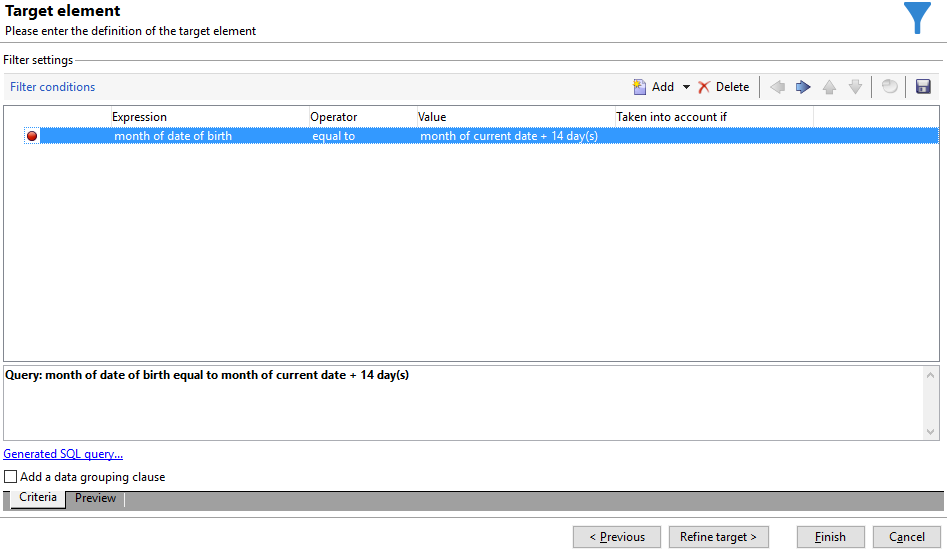 Target element
Please enter the definition of the target element
Filter settings
Filter conditions Add Delete
Expression Operator Value Taken into account if
month of date of birth equal to month of current date + 14 day(s)
Query: month of date of birth equal to month of current date + 14 day(s)
Generated SQL query...
Add a data grouping clause
Criteria Preview
< Previous Refine target > Finish Cancel